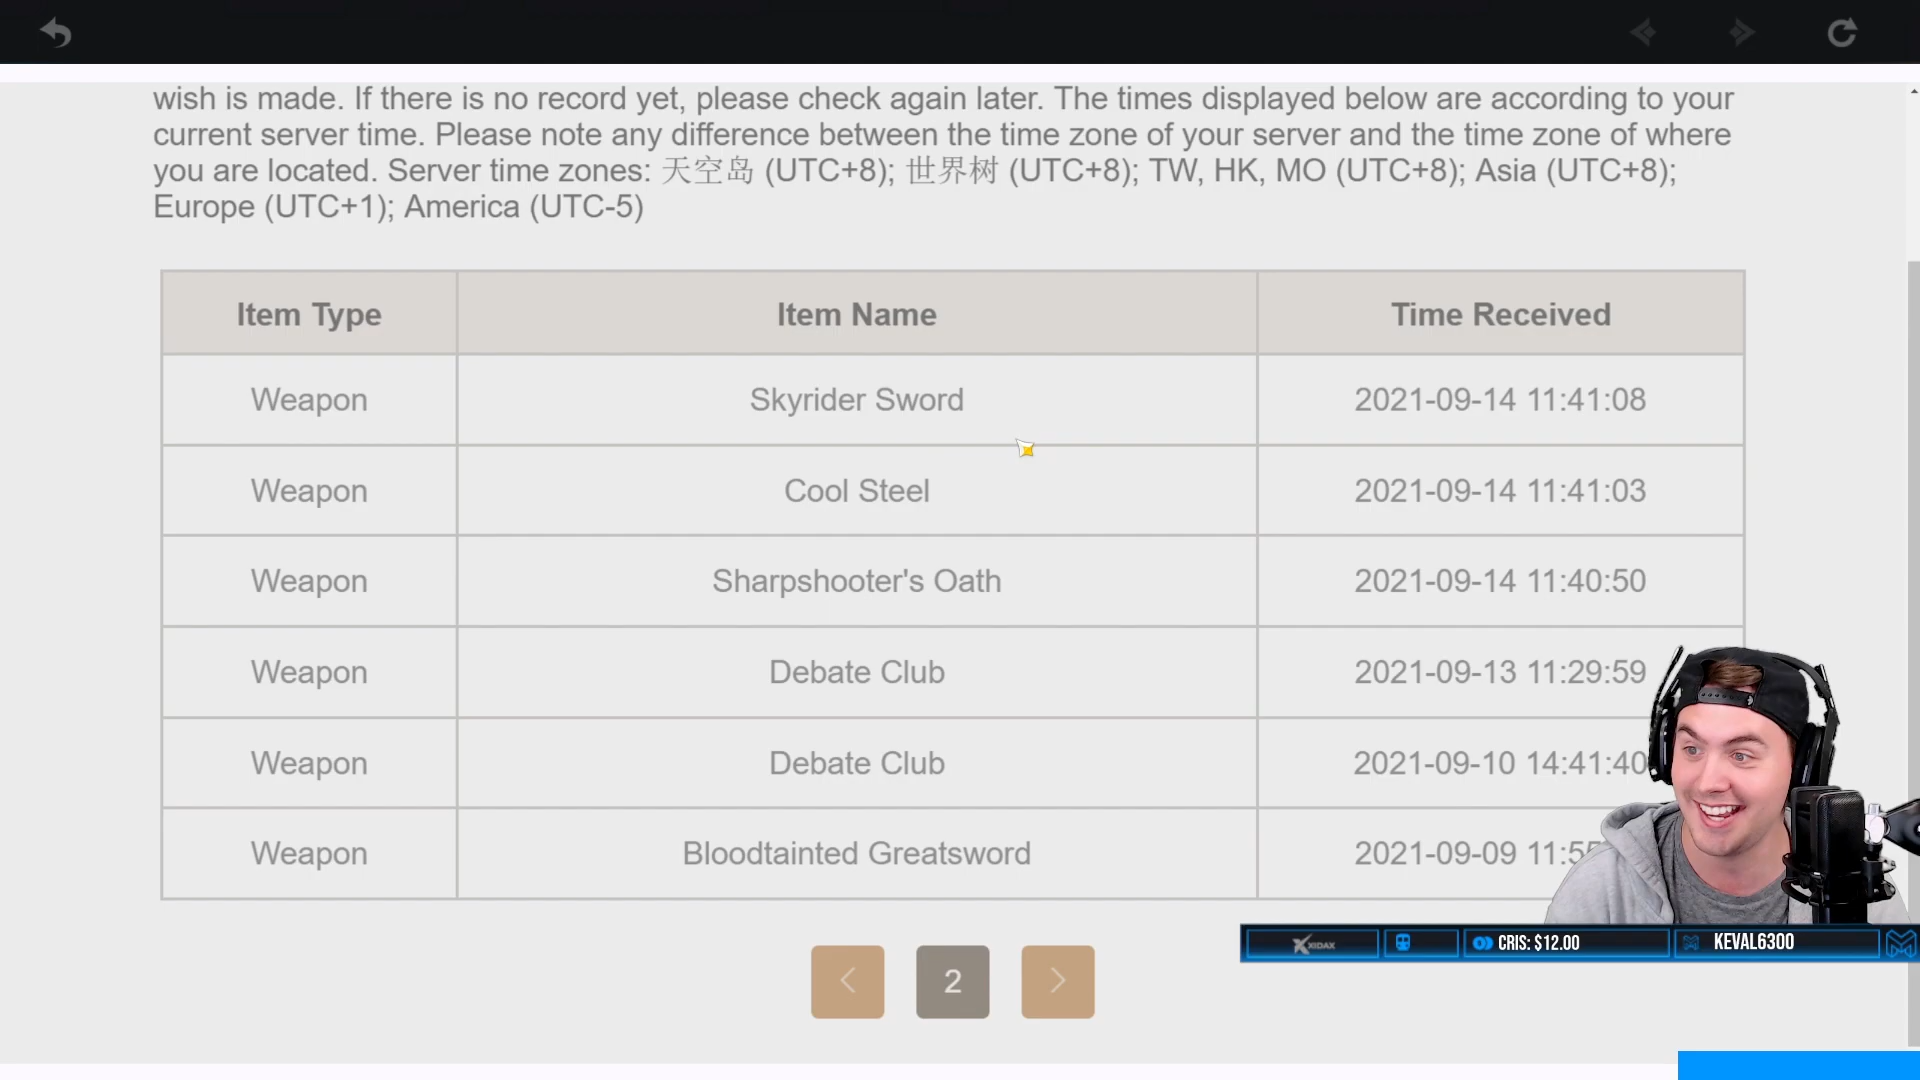 wish is made. If there is no record yet, please check again later. The times displayed below are according to your
current server time. Please note any difference between the time zone of your server and the time zone of where
you are located. Server time zones: 天空岛 (UTC+8); 世界树 (UTC+8); TW, HK, MO (UTC+8); Asia (UTC+8);
Europe (UTC+1); America (UTC-5)
Item Type Item Name Time Received
Weapon Skyrider Sword 2021-09-14 11:41:08
Weapon Cool Steel 2021-09-14 11:41:03
Weapon Sharpshooter's Oath 2021-09-14 11:40:50
Weapon Debate Club 2021-09-13 11:29:59
Weapon Debate Club 2021-09-10 14:41:40
Weapon Bloodtainted Greatsword 2021-09-09
XIDAX CRIS: $12.00 KEVAL6300
2